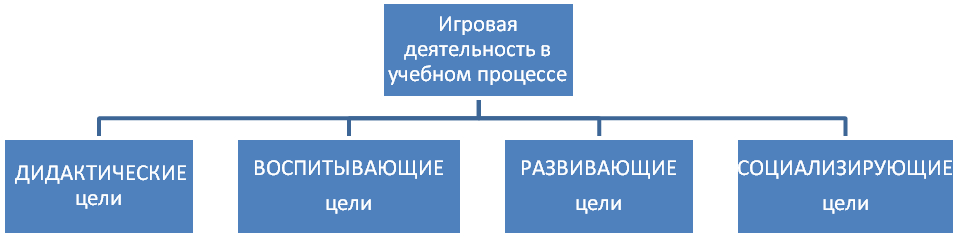 Игровая
деятельность в
учебном процессе
ДИДАКТИЧЕСКИЕ
цели
ВОСПИТЫВАЮЩИЕ
цели
РАЗВИВАЮЩИЕ
цели
СОЦИАЛИЗИРУЮЩИЕ
цели